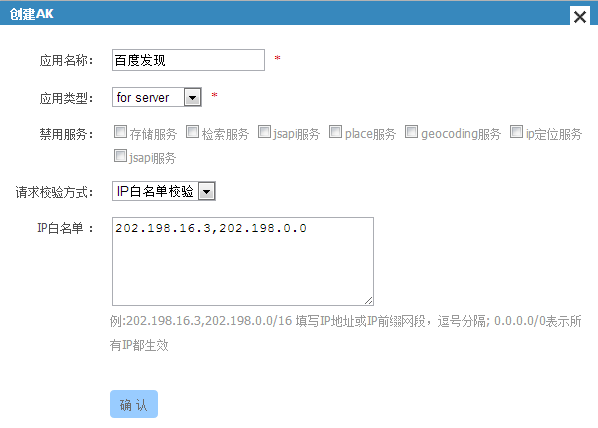 创建AK
应用名称： 百度发现 *
应用类型： for server *
禁用服务： 存储服务 检索服务 jsapi服务 place服务 geocoding服务 ip定位服务
jsapi服务
请求校验方式： IP白名单校验
IP白名单 ： 202.198.16.3,202.198.0.0
例:202.198.16.3,202.198.0.0/16 填写IP地址或IP前缀网段，逗号分隔; 0.0.0.0/0表示所
有IP都生效
确 认